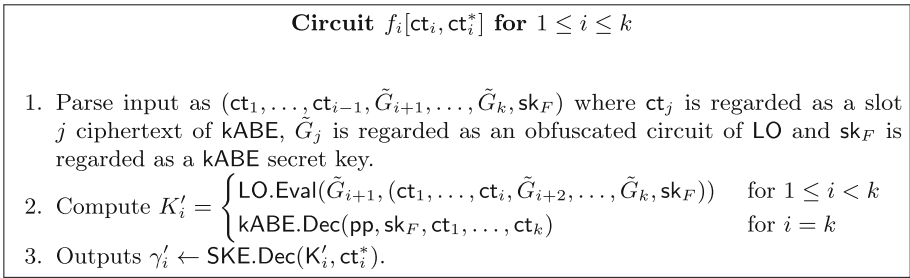 Circuit f_i[ct_i, ct_i^*] for 1 ≤ i ≤ k
1. Parse input as (ct_1, . . . , ct_{i−1}, G̃_{i+1}, . . . , G̃_k, sk_F) where ct_j is regarded as a slot
j ciphertext of kABE, G̃_j is regarded as an obfuscated circuit of LO and sk_F is
regarded as a kABE secret key.
2. Compute K′_i = { LO.Eval(G̃_{i+1}, (ct_1, . . . , ct_i, G̃_{i+2}, . . . , G̃_k, sk_F)) for 1 ≤ i < k
kABE.Dec(pp, sk_F, ct_1, . . . , ct_k) for i = k
3. Outputs γ′_i ← SKE.Dec(K′_i, ct_i^*).